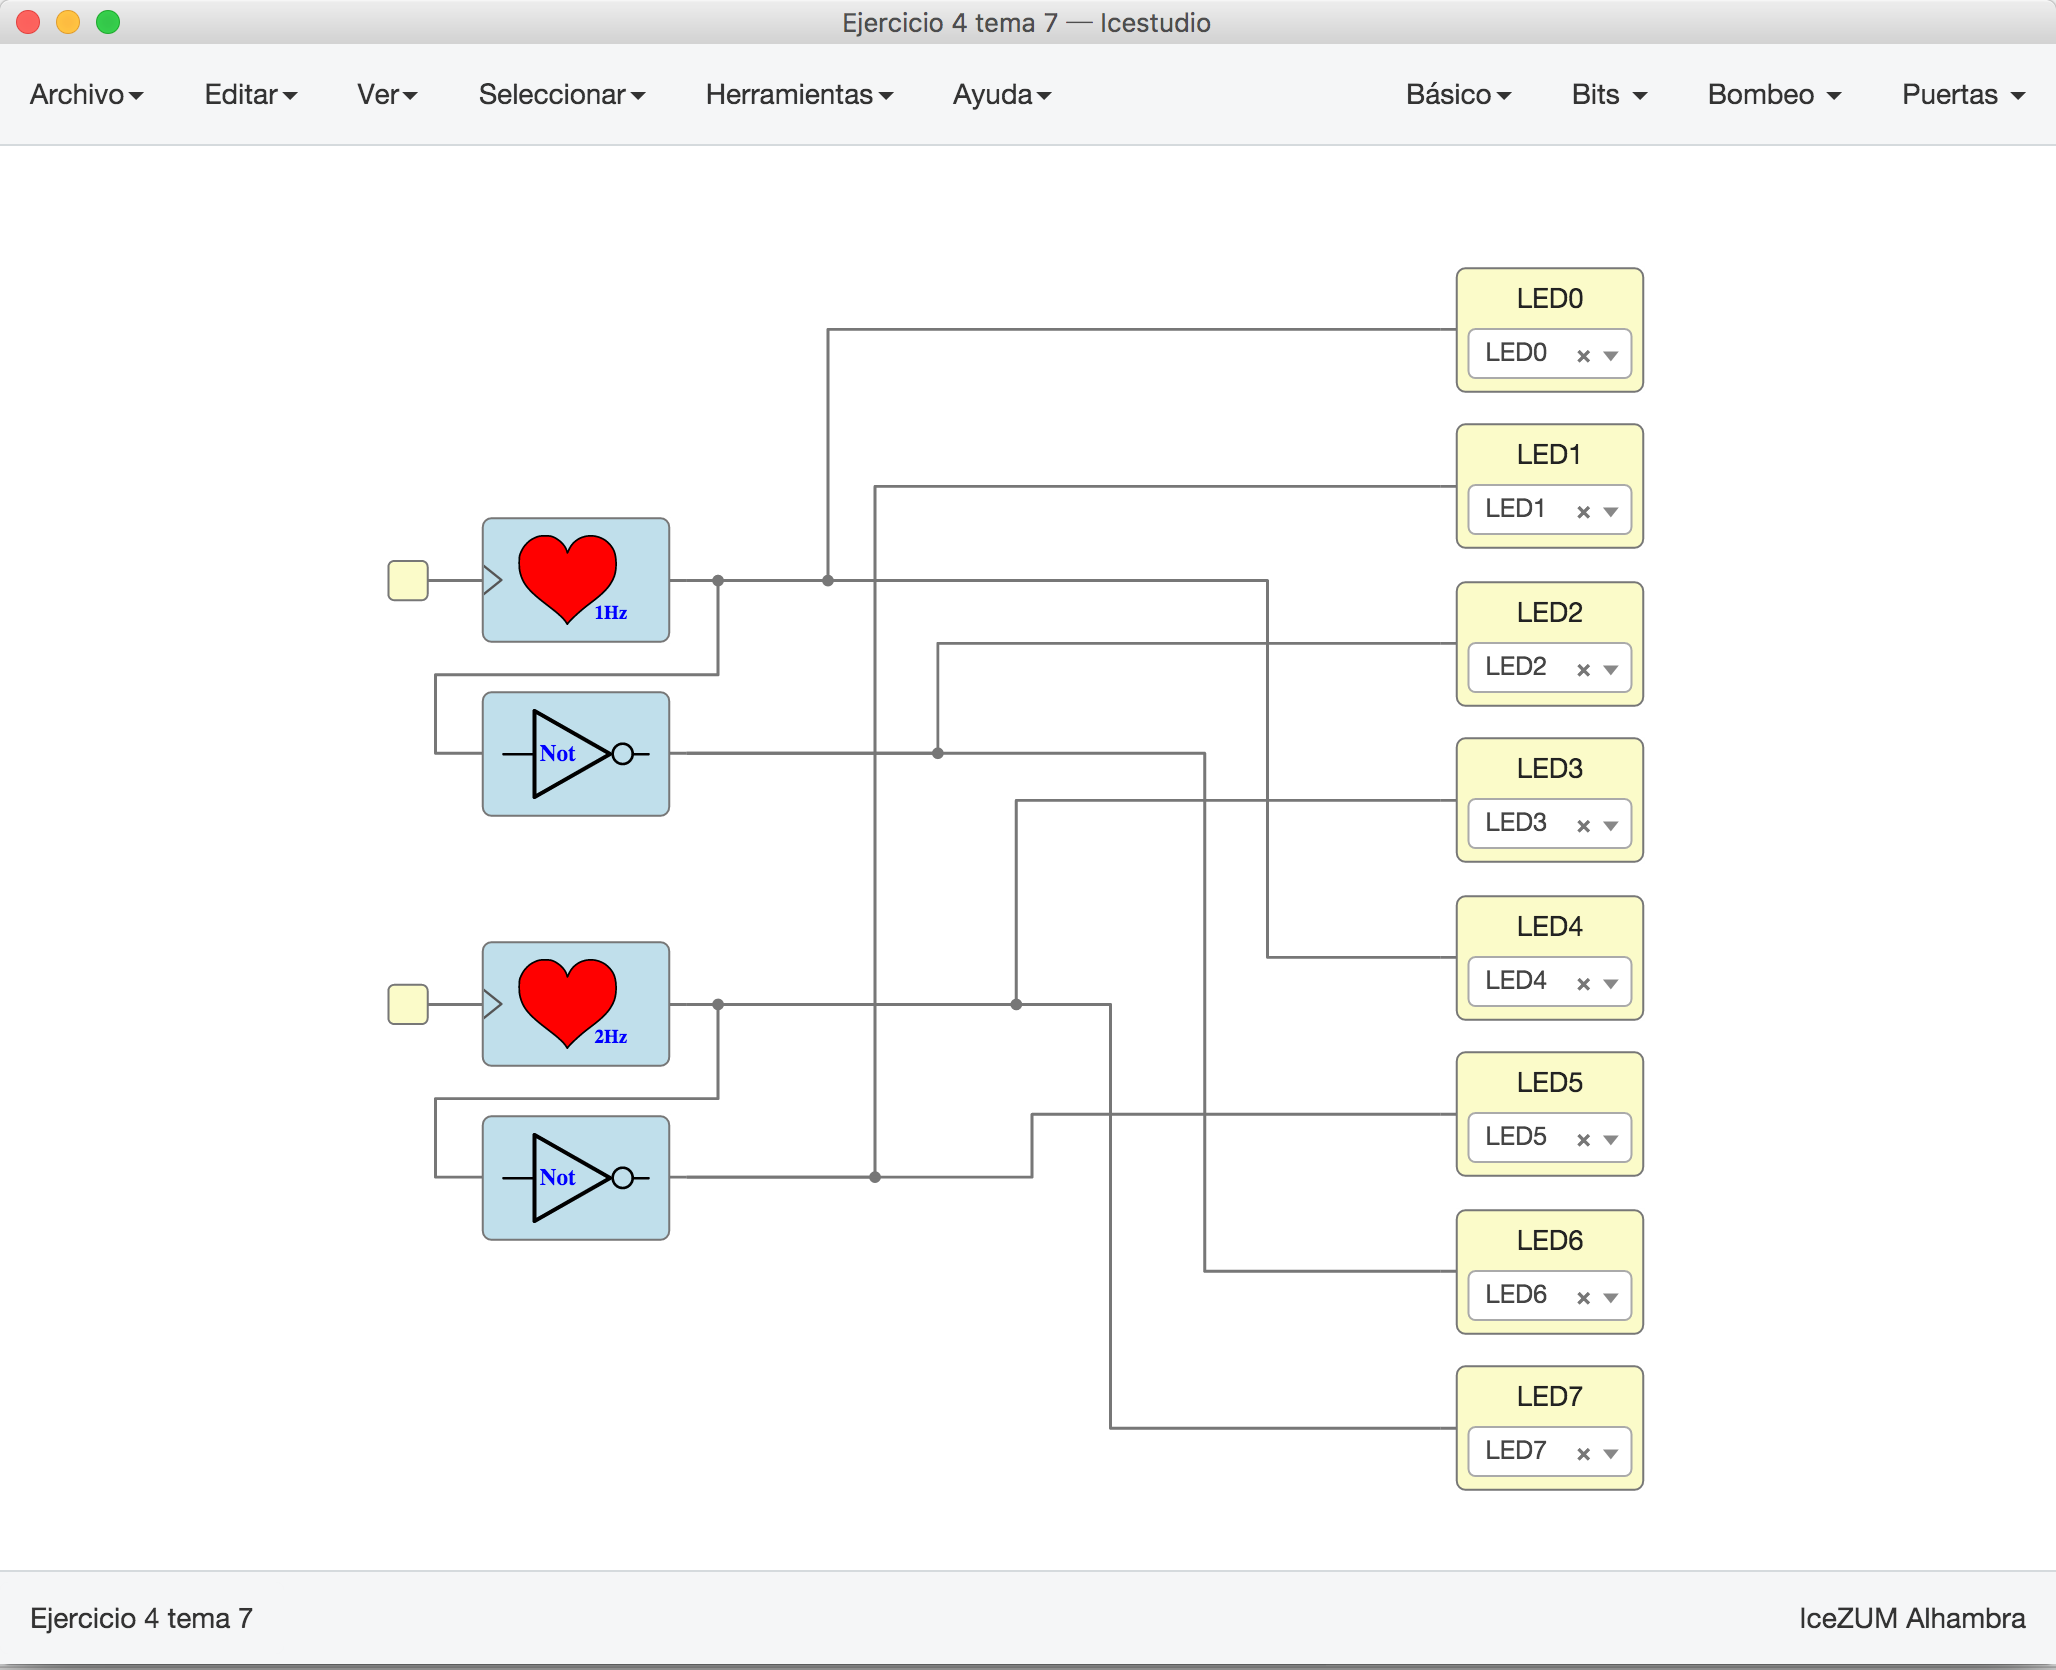 Ejercicio 4 tema 7 — Icestudio
Archivo Editar Ver Seleccionar Herramientas Ayuda Básico Bits Bombeo Puertas
LED0
LED0
LED1
LED1
1Hz
LED2
LED2
Not
LED3
LED3
LED4
LED4
2Hz
LED5
LED5
Not
LED6
LED6
LED7
LED7
Ejercicio 4 tema 7 IceZUM Alhambra